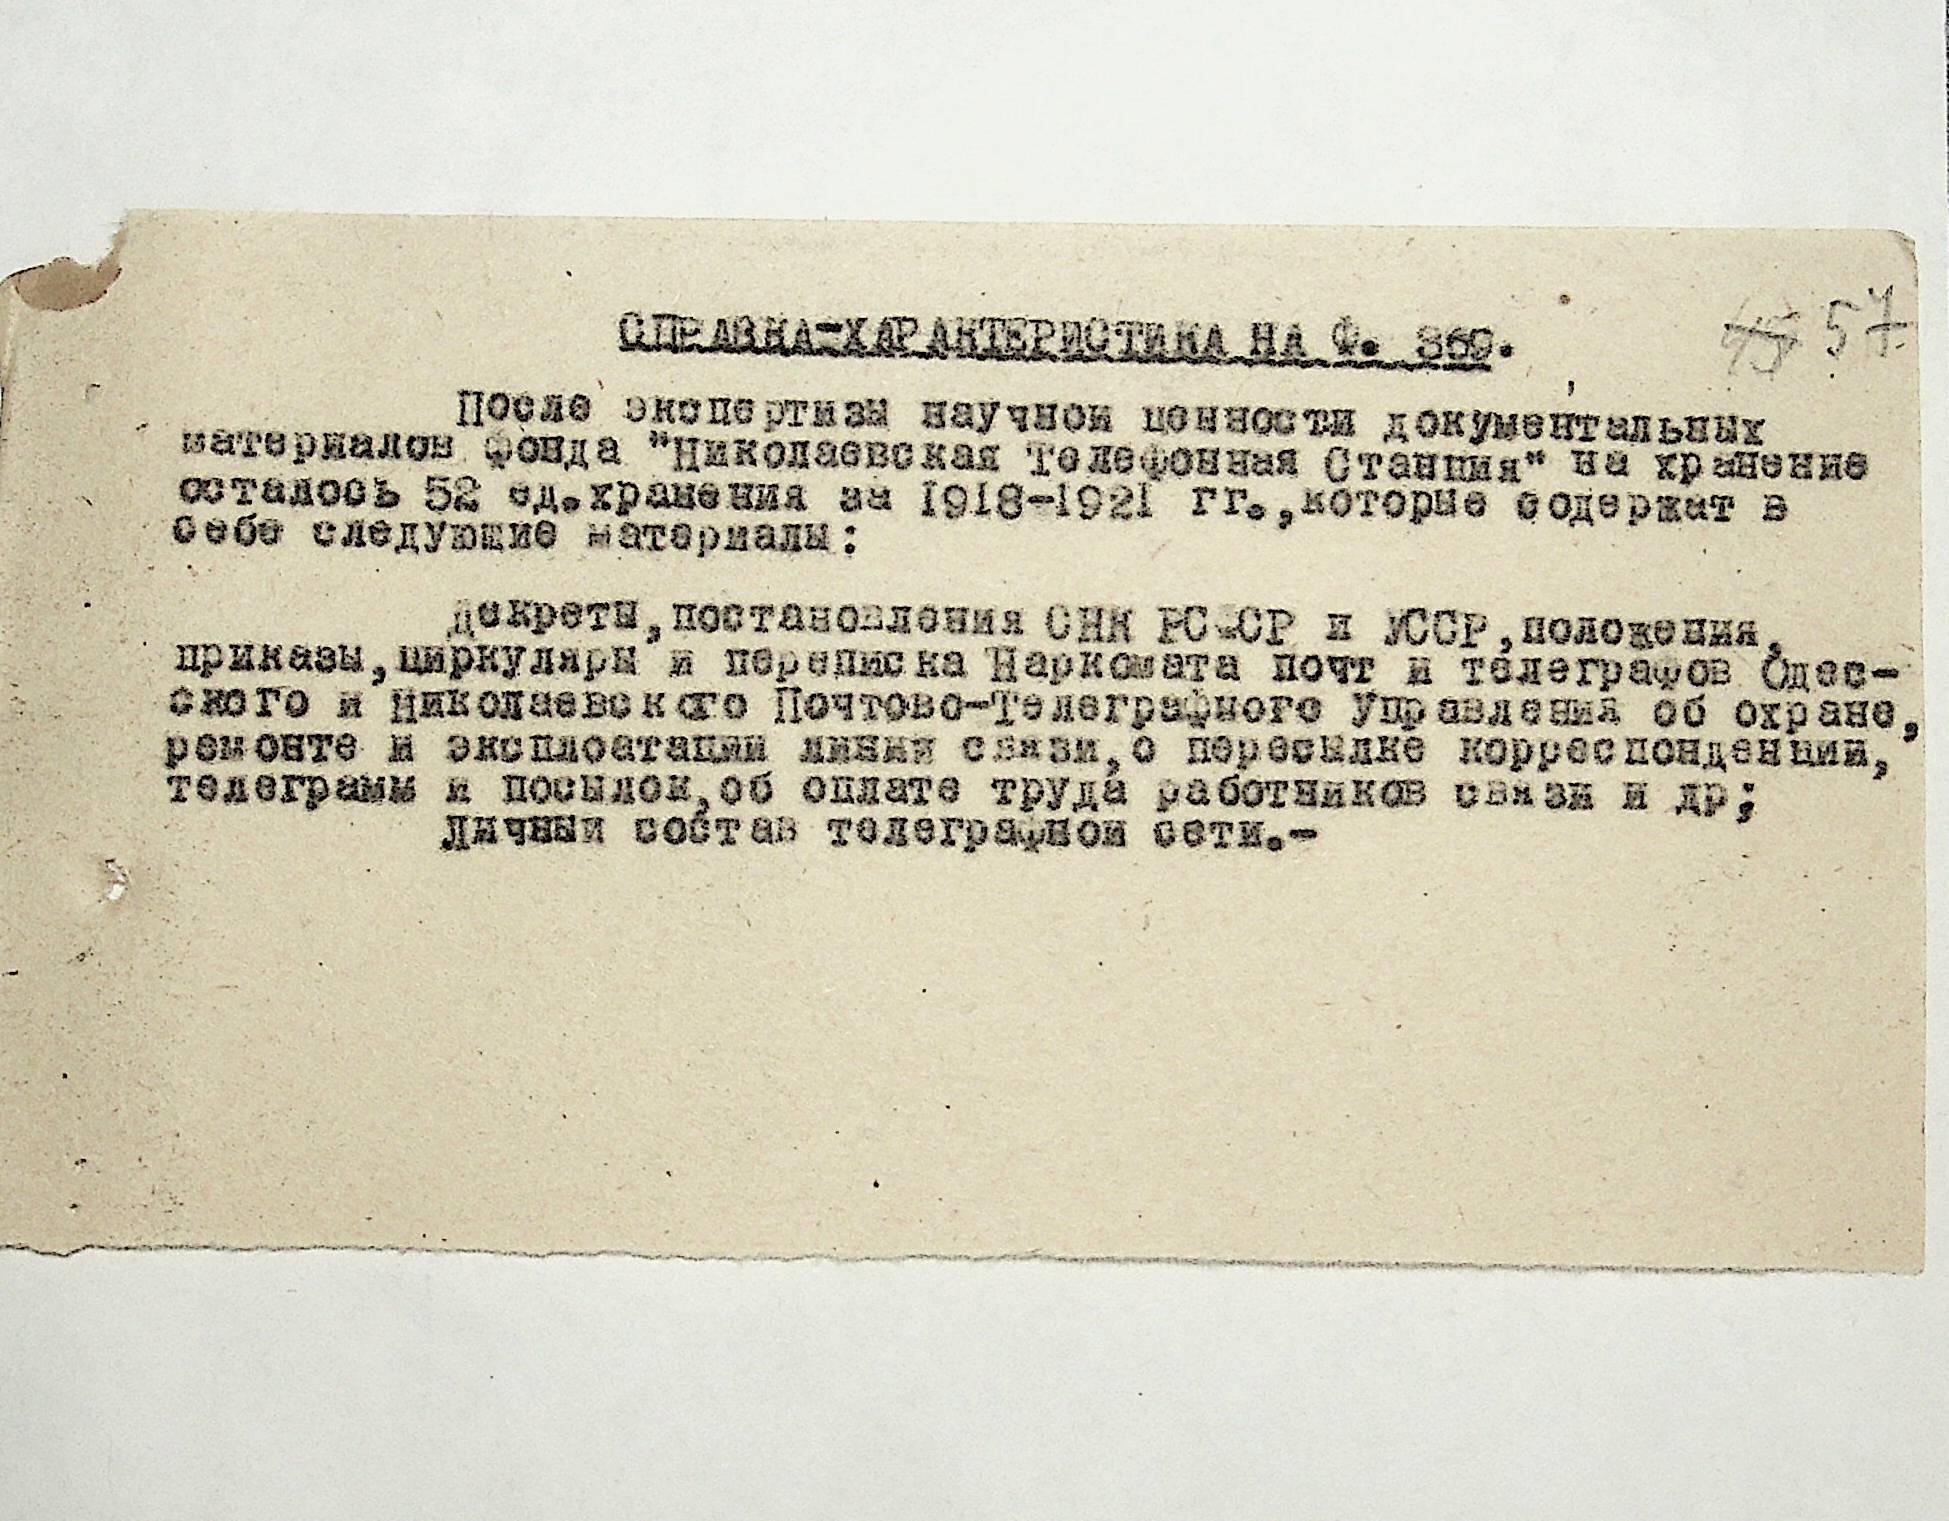 57
СПРАВКА-ХАРАКТЕРИСТИКА НА Ф. 869.
После экспертизы научной ценности документальных
материалов фонда "Николаевская Телефонная Станция" на хранение
осталось 52 ед.хранения за 1918-1921 гг.,которые содержат в
себе следующие материалы:
Декреты,постановления СНК РСФСР и УССР,положения,
приказы,циркуляры и переписка Наркомата почт и телеграфов Одес-
ского и Николаевского Почтово-Телеграфного Управления об охране,
ремонте и эксплоатации линий связи,о пересылке корреспонденции,
телеграмм и посылок,об оплате труда работников связи и др;
Личный состав телеграфной сети.-